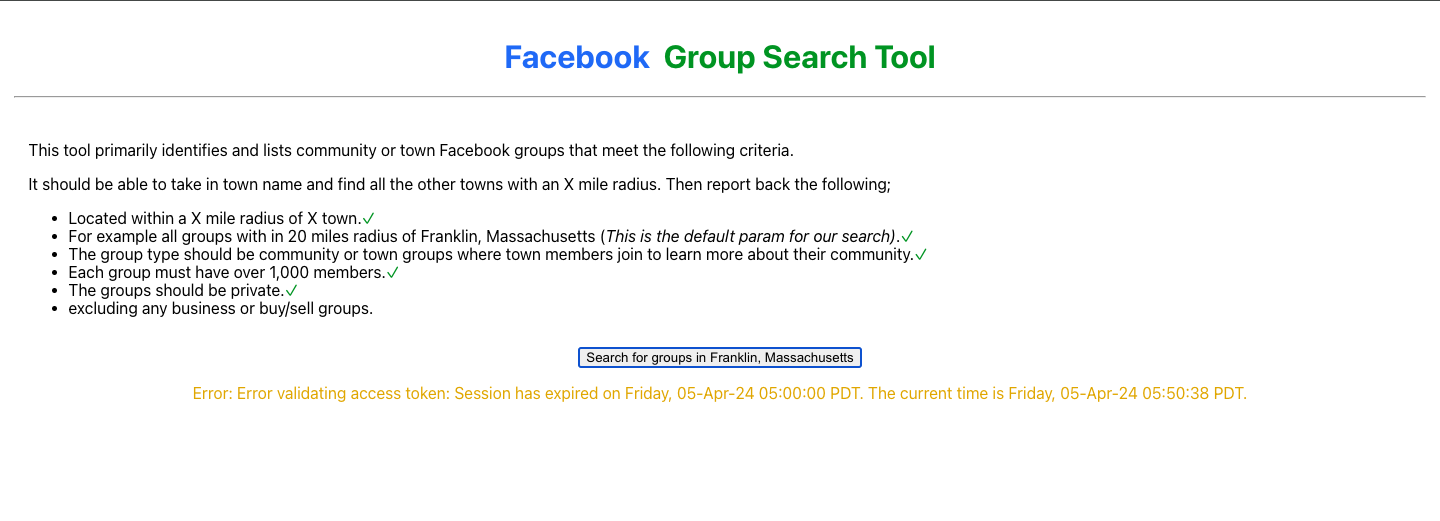 Facebook Group Search Tool
This tool primarily identifies and lists community or town Facebook groups that meet the following criteria.
It should be able to take in town name and find all the other towns with an X mile radius. Then report back the following;
• Located within a X mile radius of X town.✓
• For example all groups with in 20 miles radius of Franklin, Massachusetts (This is the default param for our search).✓
• The group type should be community or town groups where town members join to learn more about their community.✓
• Each group must have over 1,000 members.✓
• The groups should be private.✓
• excluding any business or buy/sell groups.
Search for groups in Franklin, Massachusetts
Error: Error validating access token: Session has expired on Friday, 05-Apr-24 05:00:00 PDT. The current time is Friday, 05-Apr-24 05:50:38 PDT.